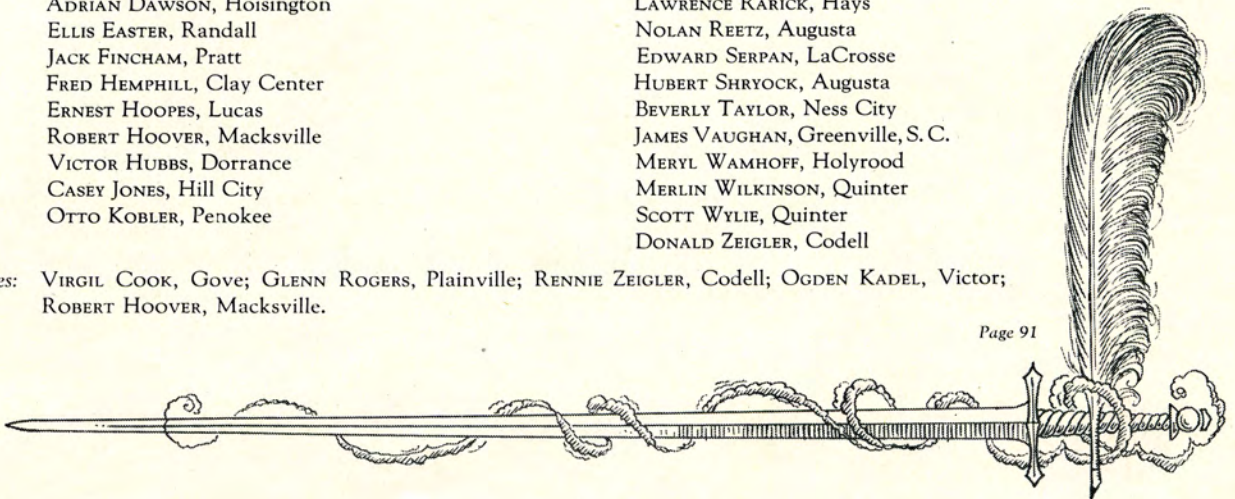 ADRIAN DAWSON, Hoisington
ELLIS EASTER, Randall
JACK FINCHAM, Pratt
FRED HEMPHILL, Clay Center
ERNEST HOOPES, Lucas
ROBERT HOOVER, Macksville
VICTOR HUBBS, Dorrance
CASEY JONES, Hill City
OTTO KOBLER, Penokee
LAWRENCE KARICK, Hays
NOLAN REETZ, Augusta
EDWARD SERPAN, LaCrosse
HUBERT SHRYOCK, Augusta
BEVERLY TAYLOR, Ness City
JAMES VAUGHAN, Greenville, S. C.
MERYL WAMHOFF, Holyrood
MERLIN WILKINSON, Quinter
SCOTT WYLIE, Quinter
DONALD ZEIGLER, Codell
es: VIRGIL COOK, Gove; GLENN ROGERS, Plainville; RENNIE ZEIGLER, Codell; OGDEN KADEL, Victor;
ROBERT HOOVER, Macksville.
Page 91